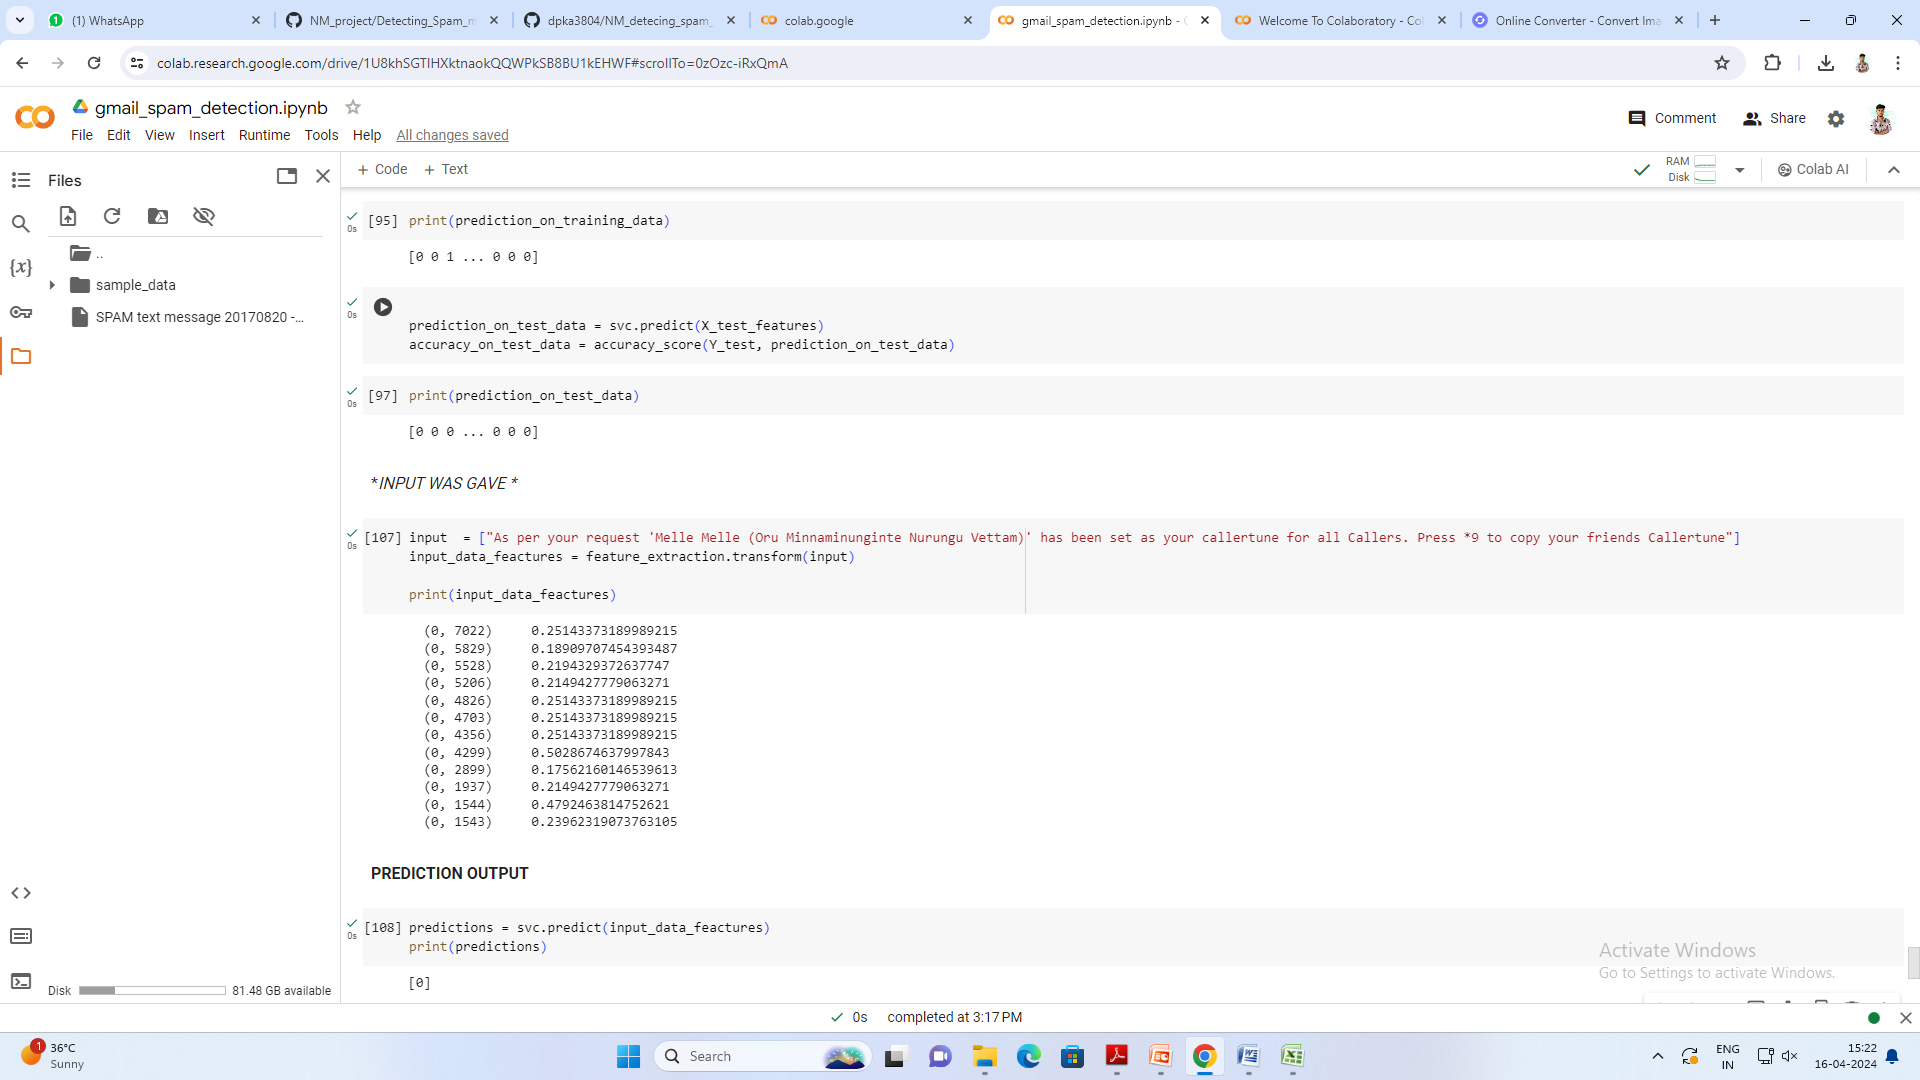 (1) WhatsApp
NM_project/Detecting_Spam_m
dpka3804/NM_detecing_spam_
colab.google
gmail_spam_detection.ipynb - C
Welcome To Colaboratory - Col
Online Converter - Convert Ima
colab.research.google.com/drive/1U8khSGTIHXktnaokQQWPkSB8BU1kEHWF#scrollTo=0zOzc-iRxQmA
gmail_spam_detection.ipynb
File Edit View Insert Runtime Tools Help All changes saved
Comment Share
Files
+ Code + Text
RAM
Disk
Colab AI
..
sample_data
SPAM text message 20170820 -...
{x}
0s
[95] print(prediction_on_training_data)
[0 0 1 ... 0 0 0]
0s
prediction_on_test_data = svc.predict(X_test_features)
accuracy_on_test_data = accuracy_score(Y_test, prediction_on_test_data)
0s
[97] print(prediction_on_test_data)
[0 0 0 ... 0 0 0]
*INPUT WAS GAVE *
0s
[107] input  = ["As per your request 'Melle Melle (Oru Minnaminunginte Nurungu Vettam)' has been set as your callertune for all Callers. Press *9 to copy your friends Callertune"]
input_data_feactures = feature_extraction.transform(input)
print(input_data_feactures)
(0, 7022) 0.25143373189989215
(0, 5829) 0.18909707454393487
(0, 5528) 0.2194329372637747
(0, 5206) 0.2149427779063271
(0, 4826) 0.25143373189989215
(0, 4703) 0.25143373189989215
(0, 4356) 0.25143373189989215
(0, 4299) 0.5028674637997843
(0, 2899) 0.17562160146539613
(0, 1937) 0.2149427779063271
(0, 1544) 0.4792463814752621
(0, 1543) 0.23962319073763105
PREDICTION OUTPUT
0s
[108] predictions = svc.predict(input_data_feactures)
print(predictions)
[0]
Activate Windows
Go to Settings to activate Windows.
Disk 81.48 GB available
0s completed at 3:17 PM
1
36°C
Sunny
Search
ENG
IN
15:22
16-04-2024